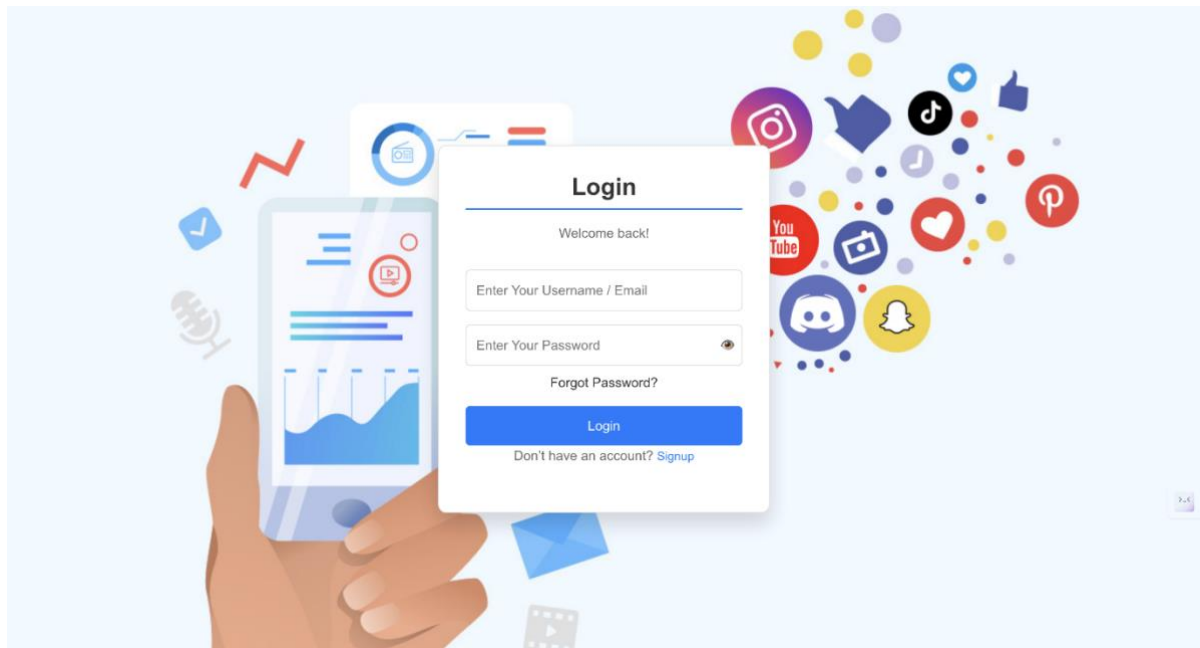 Login
Welcome back!
You
Tube
Enter Your Username / Email
Enter Your Password
Forgot Password?
Login
Don't have an account? Signup